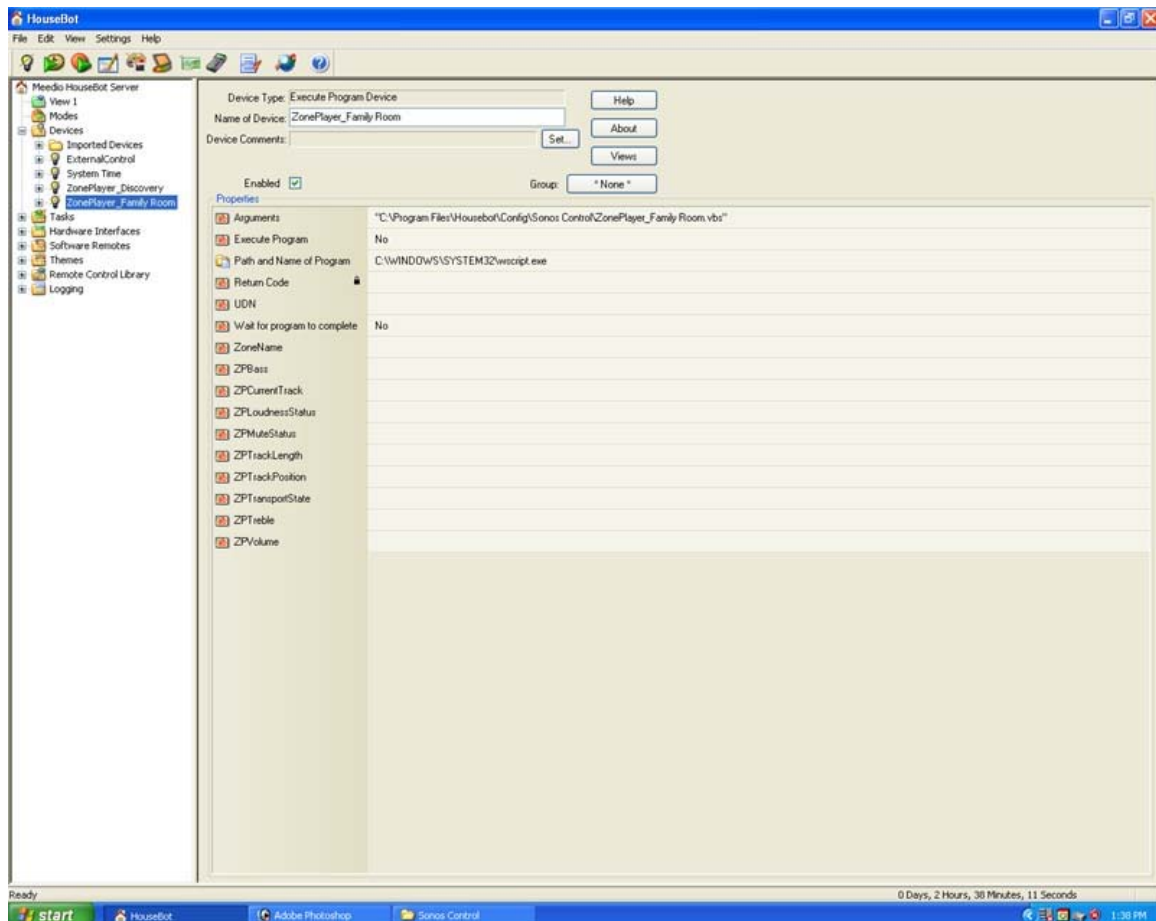 HouseBot
File Edit View Settings Help
Meedio HouseBot Server
View 1
Modes
Devices
Imported Devices
ExternalControl
System Time
ZonePlayer_Discovery
ZonePlayer_Family Room
Tasks
Hardware Interfaces
Software Remotes
Themes
Remote Control Library
Logging
Device Type: Execute Program Device
Help
Name of Device: ZonePlayer_Family Room
About
Device Comments:
Set...
Views
Enabled
Group: * None *
Properties
Arguments "C:\Program Files\Housebot\Config\Sonos Control\ZonePlayer_Family Room.vbs"
Execute Program No
Path and Name of Program C:\WINDOWS\SYSTEM32\wscript.exe
Return Code
UDN
Wait for program to complete No
ZoneName
ZPBass
ZPCurrentTrack
ZPLoudnessStatus
ZPMuteStatus
ZPTrackLength
ZPTrackPosition
ZPTransportState
ZPTreble
ZPVolume
Ready
0 Days, 2 Hours, 38 Minutes, 11 Seconds
start HouseBot Adobe Photoshop Sonos Control 1:38 PM